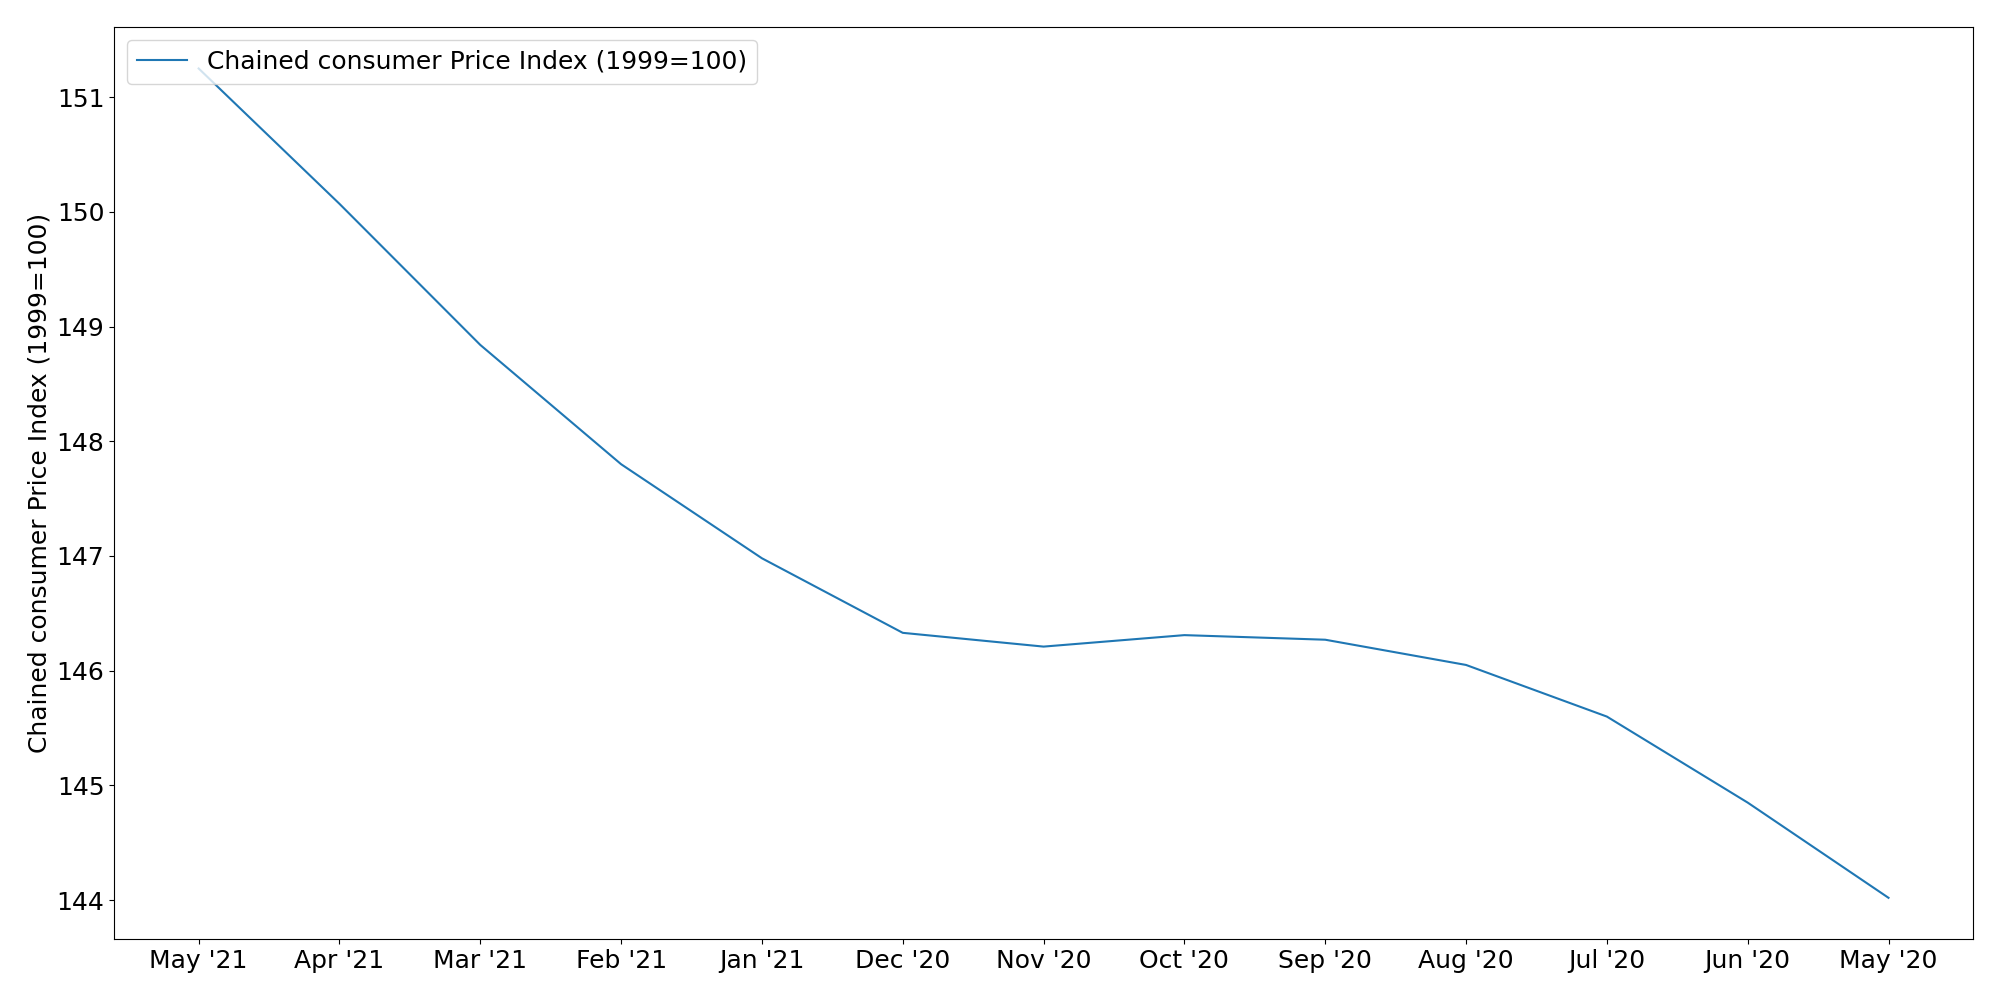 Chained consumer Price Index (1999=100)
Chained consumer Price Index (1999=100)
151
150
149
148
147
146
145
144
May '21 Apr '21 Mar '21 Feb '21 Jan '21 Dec '20 Nov '20 Oct '20 Sep '20 Aug '20 Jul '20 Jun '20 May '20